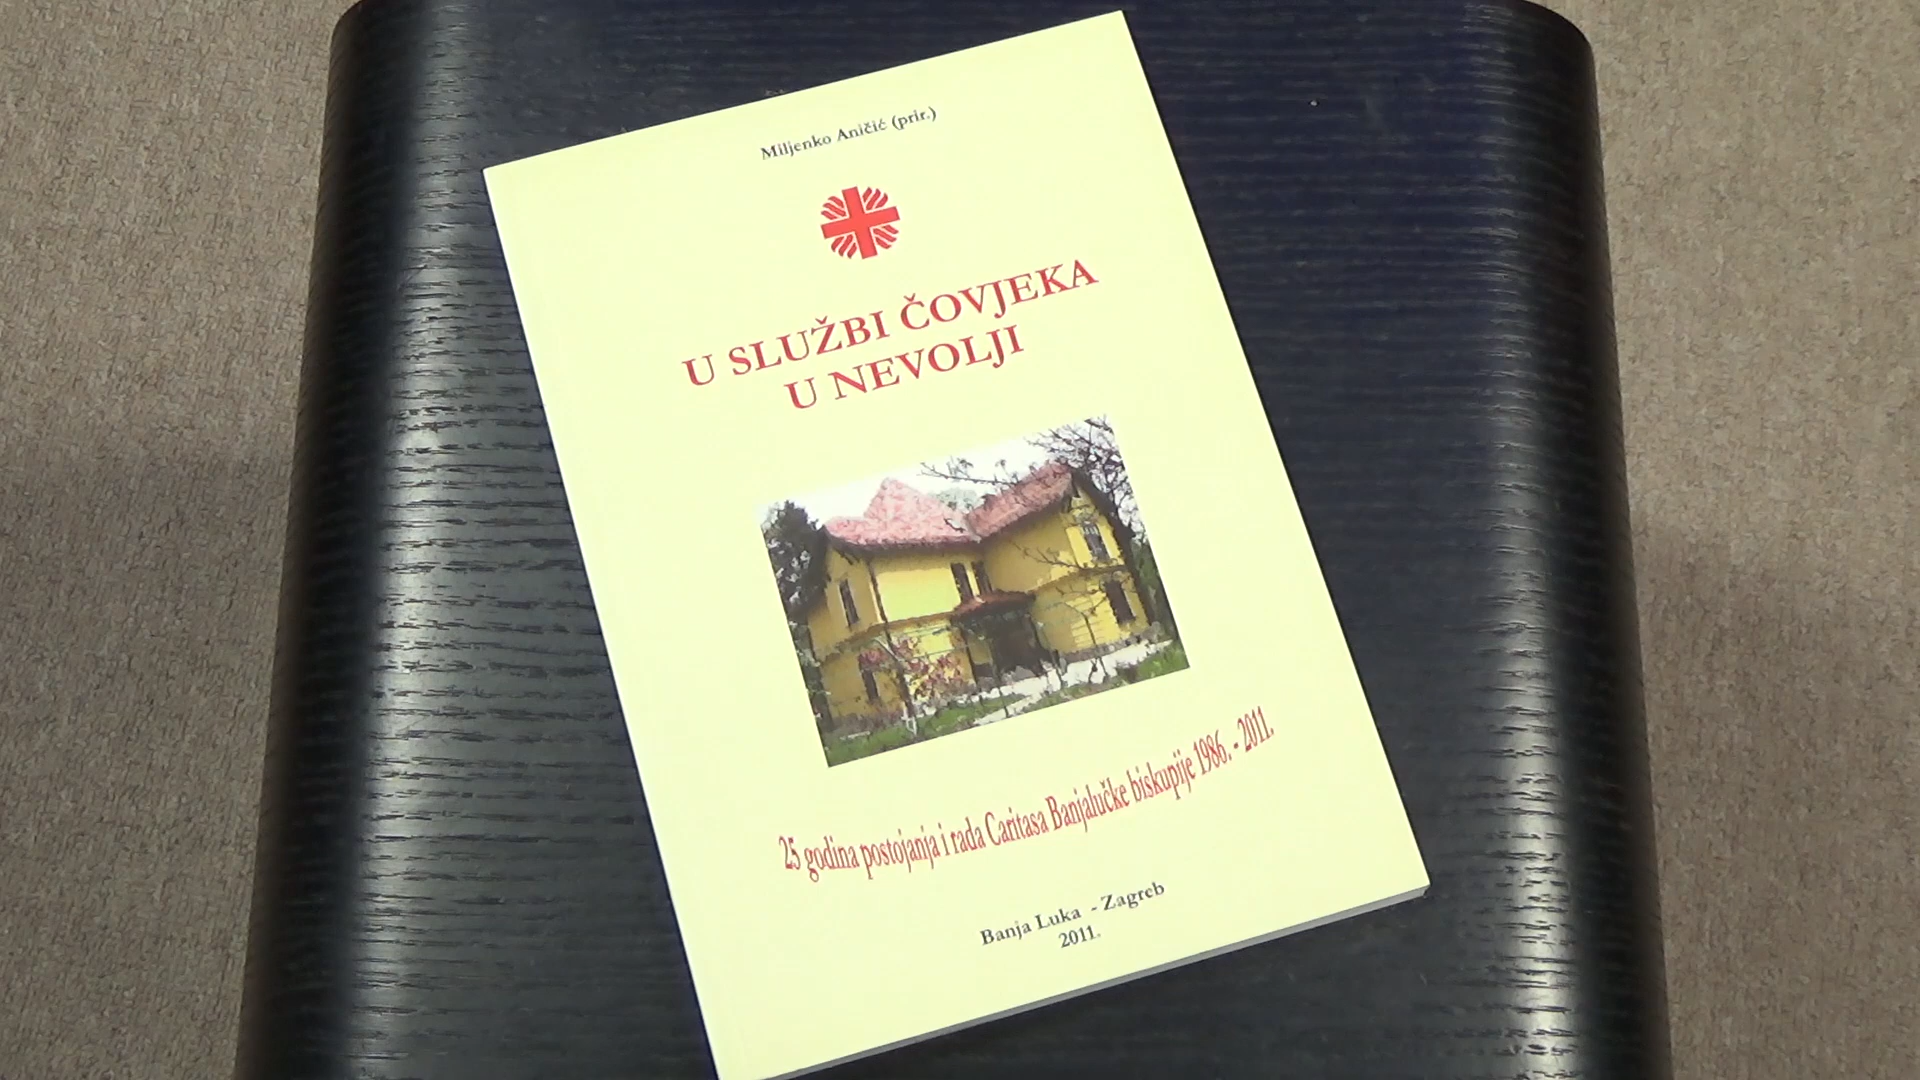 Miljenko Aničić (prir.)
U SLUŽBI ČOVJEKA
U NEVOLJI
25 godina postojanja i rada Caritasa Banjalučke biskupije 1986. - 2011.
Banja Luka - Zagreb
2011.